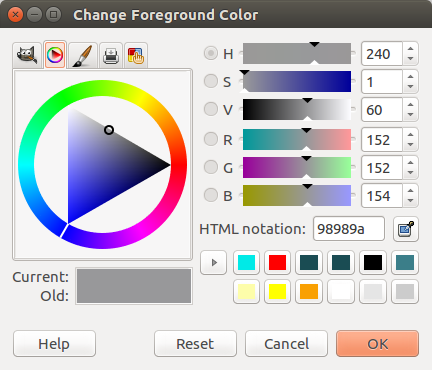 Change Foreground Color
H 240
S 1
V 60
R 152
G 152
B 154
HTML notation: 98989a
Current:
Old:
Help Reset Cancel OK